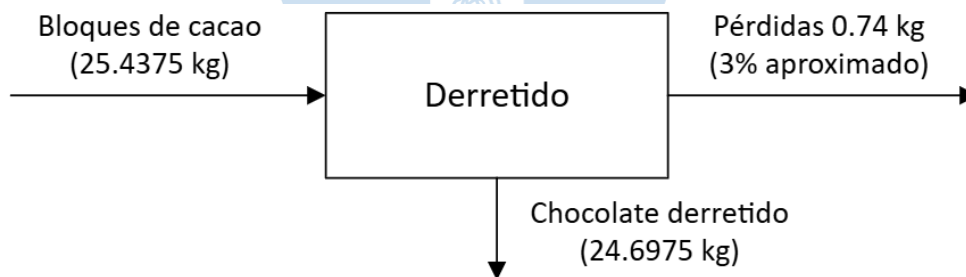 Bloques de cacao
(25.4375 kg)
Pérdidas 0.74 kg
(3% aproximado)
Derretido
Chocolate derretido
(24.6975 kg)